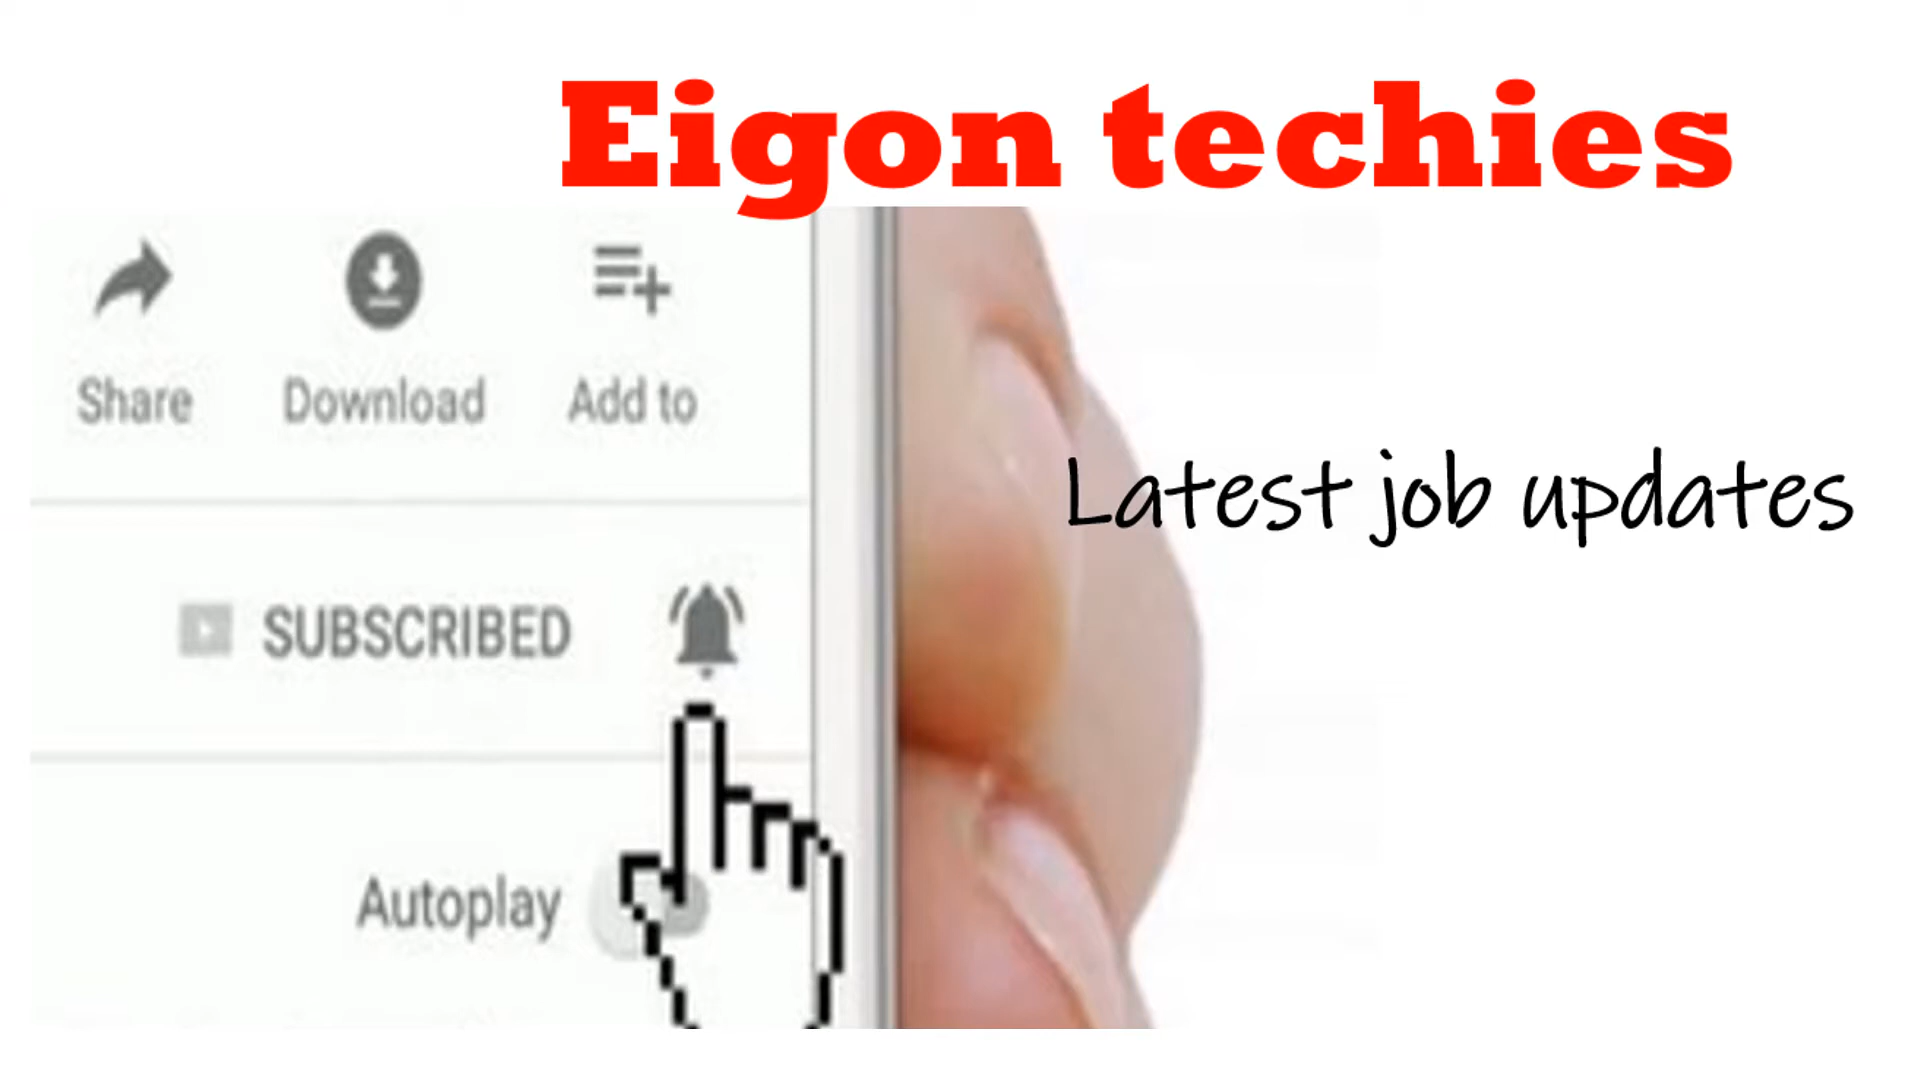 Eigon techies
Share Download Add to
Latest job updates
SUBSCRIBED
Autoplay